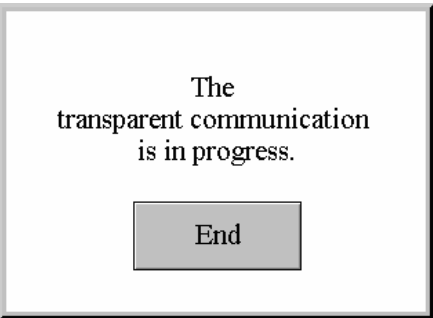 The
transparent communication
is in progress.
End